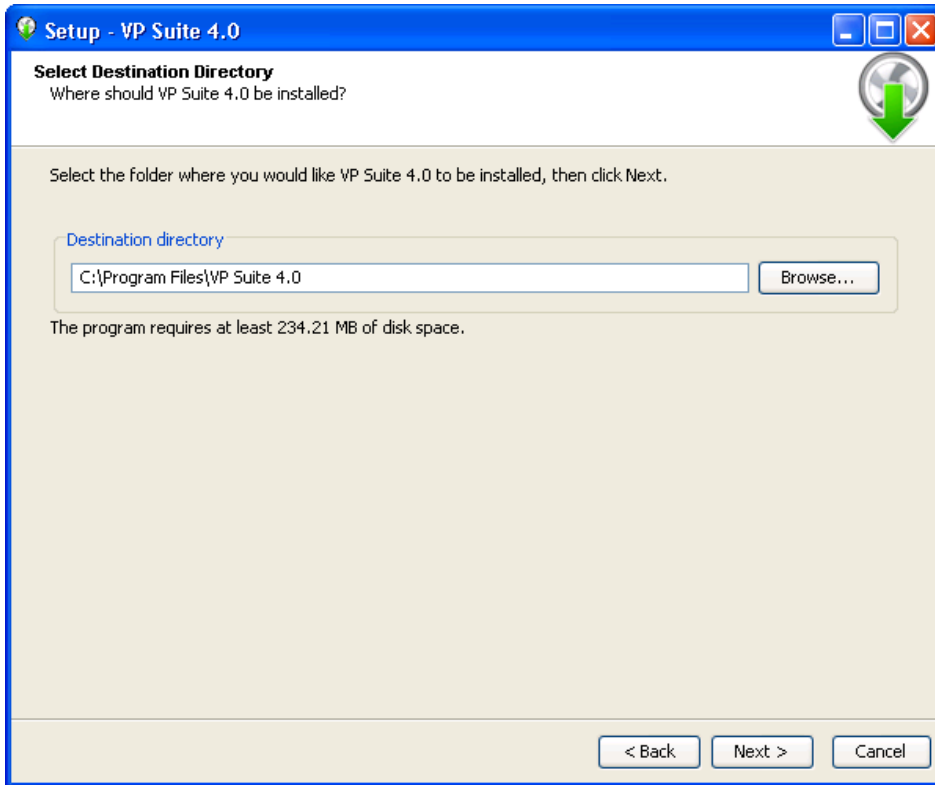 Setup - VP Suite 4.0
Select Destination Directory
Where should VP Suite 4.0 be installed?
Select the folder where you would like VP Suite 4.0 to be installed, then click Next.
Destination directory
C:\Program Files\VP Suite 4.0
Browse...
The program requires at least 234.21 MB of disk space.
< Back
Next >
Cancel